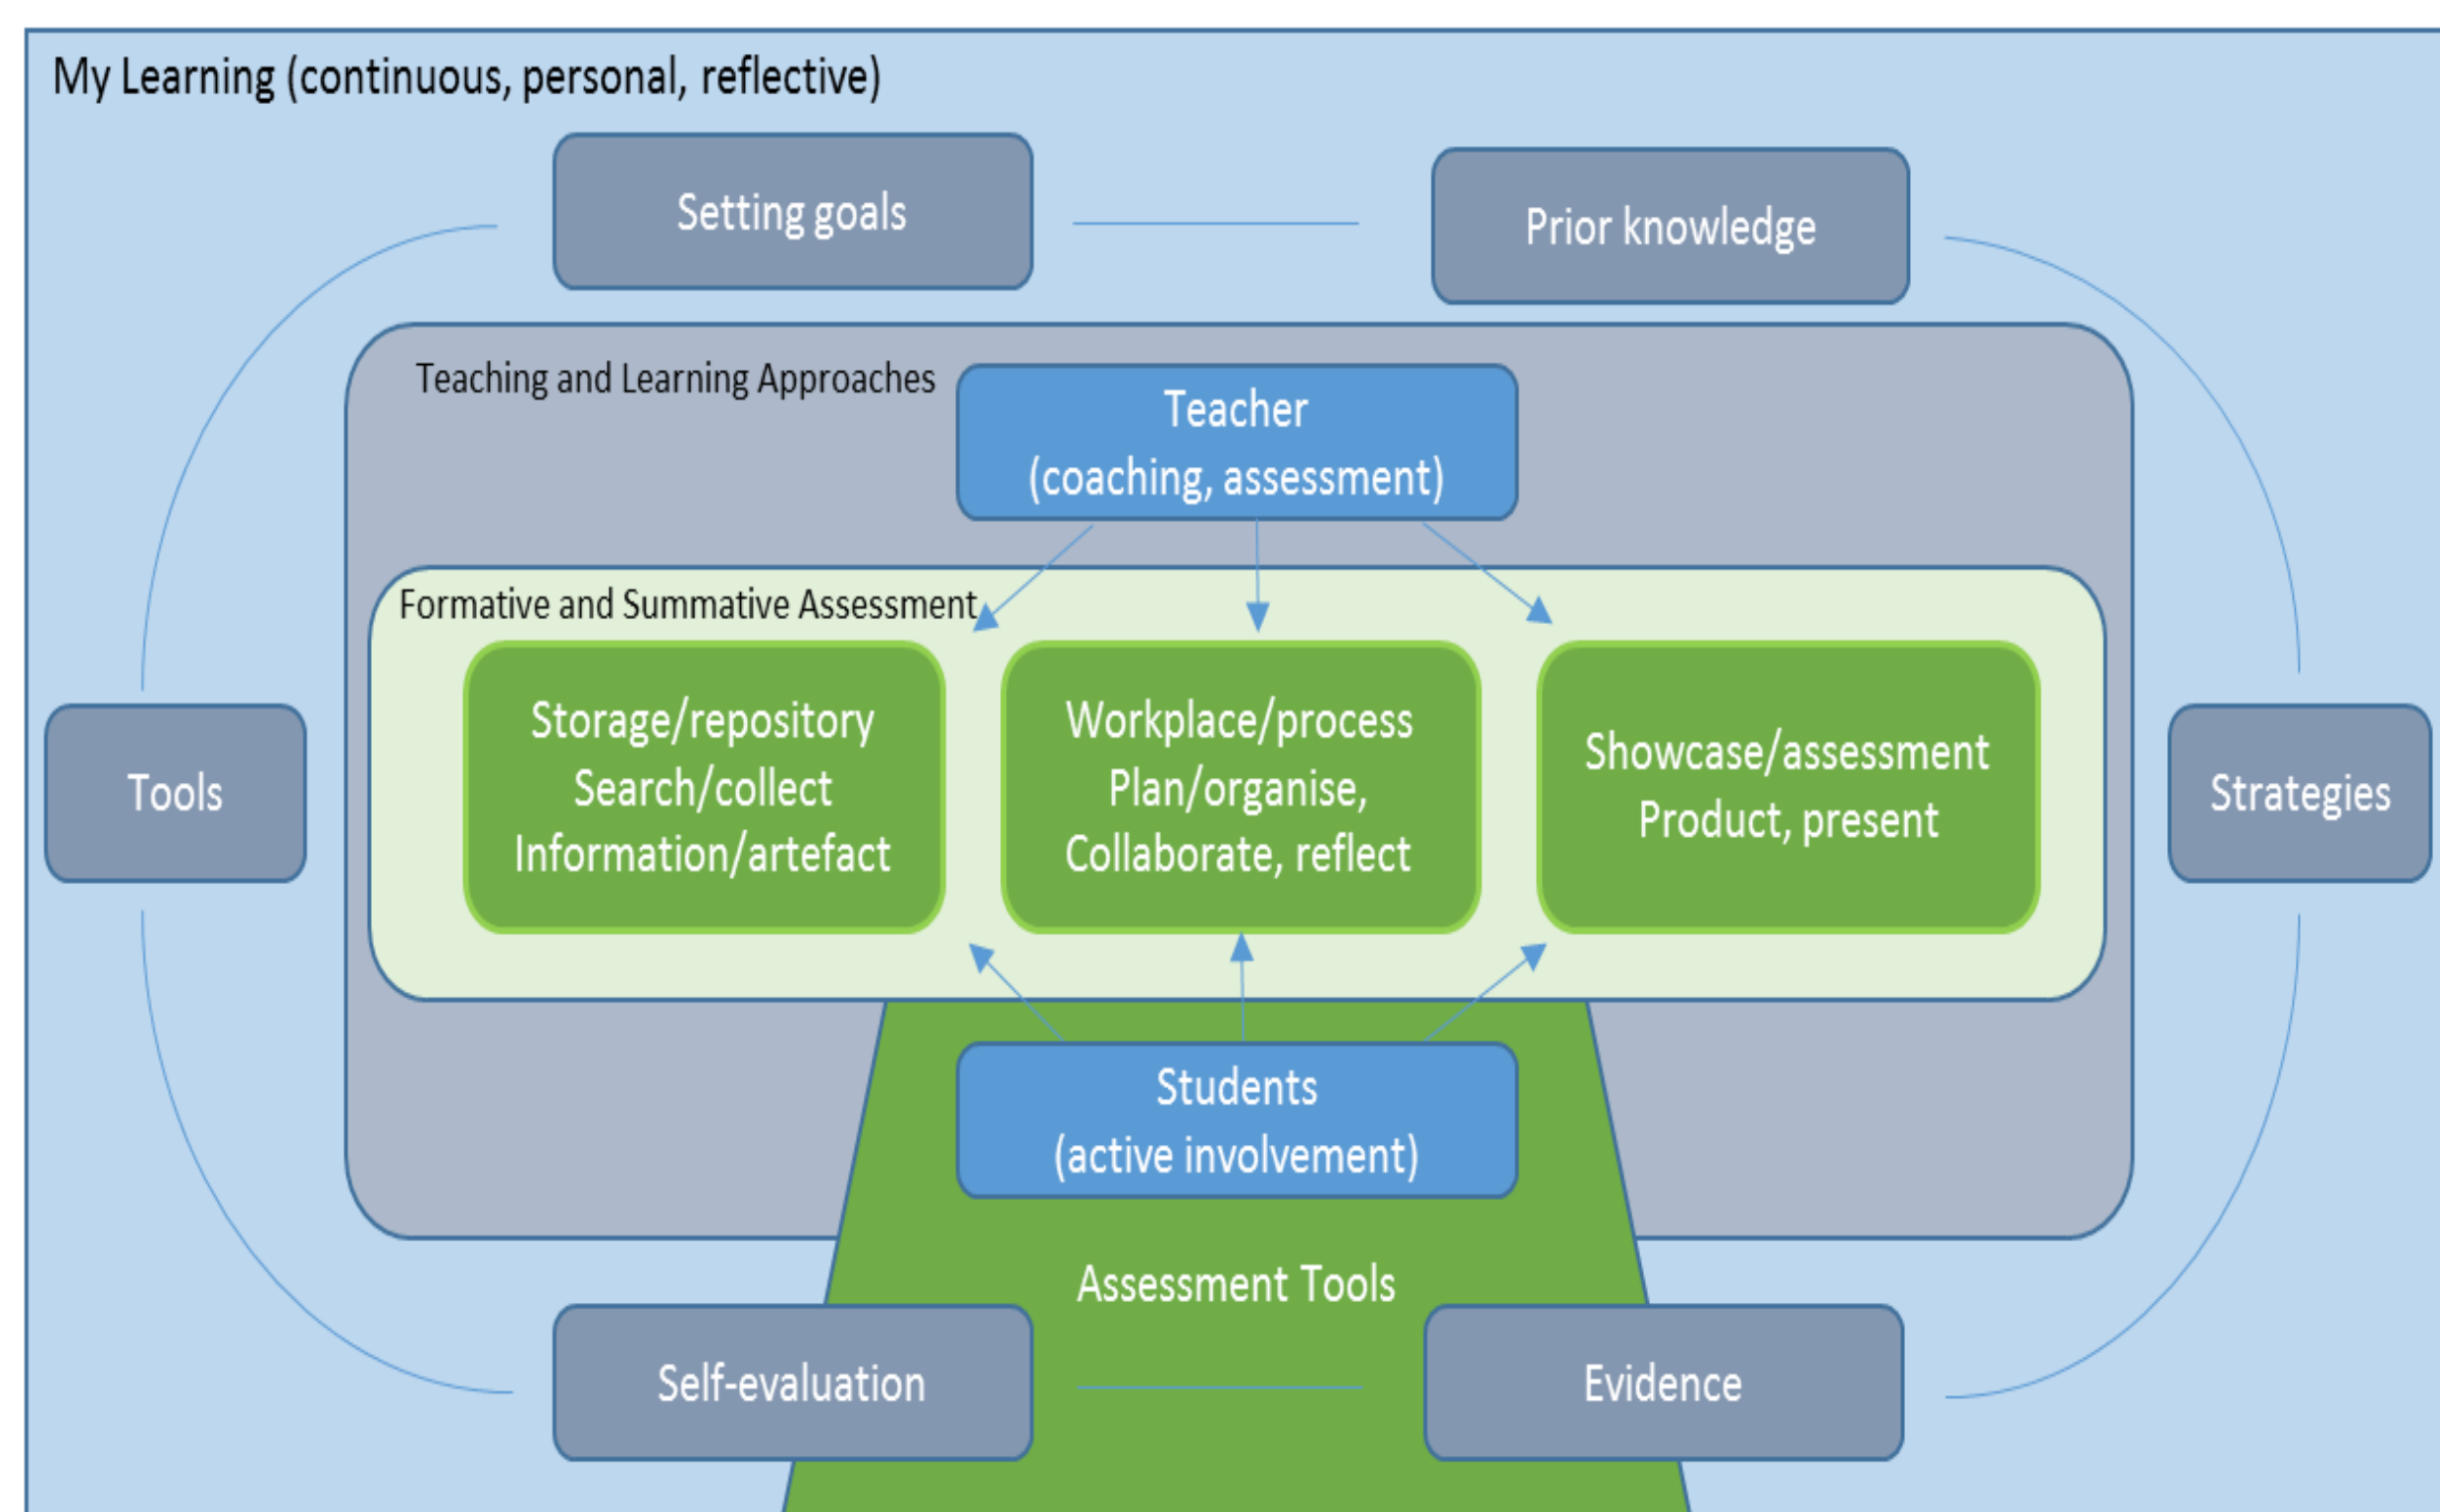 My Learning (continuous, personal, reflective)
Setting goals
Prior knowledge
Teaching and Learning Approaches
Teacher
(coaching, assessment)
Formative and Summative Assessment
Storage/repository
Search/collect
Information/artefact
Workplace/process
Plan/organise,
Collaborate, reflect
Showcase/assessment
Product, present
Tools
Strategies
Students
(active involvement)
Assessment Tools
Self-evaluation
Evidence